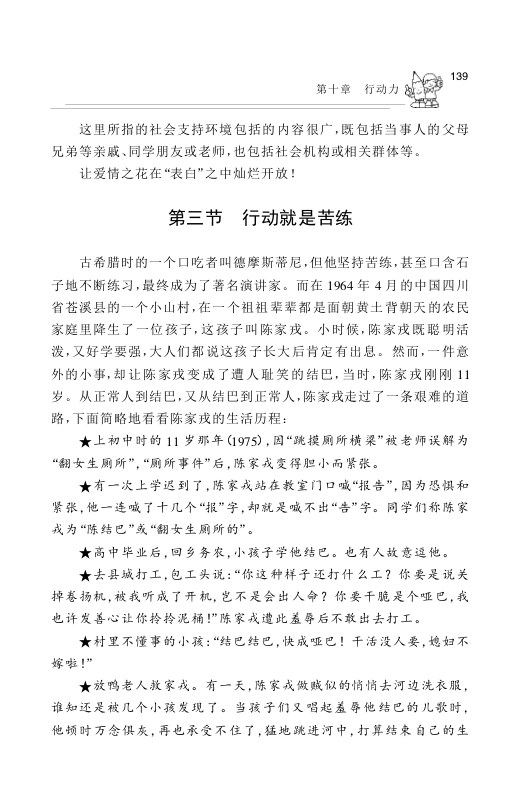 139
第十章 行动力
这里所指的社会支持环境包括的内容很广,既包括当事人的父母
兄弟等亲戚、同学朋友或老师,也包括社会机构或相关群体等。
让爱情之花在“表白”之中灿烂开放!
第三节 行动就是苦练
古希腊时的一个口吃者叫德摩斯蒂尼,但他坚持苦练,甚至口含石
子地不断练习,最终成为了著名演讲家。而在 1964 年 4 月的中国四川
省苍溪县的一个小山村,在一个祖祖辈辈都是面朝黄土背朝天的农民
家庭里降生了一位孩子,这孩子叫陈家戎。小时候,陈家戎既聪明活
泼,又好学要强,大人们都说这孩子长大后肯定有出息。然而,一件意
外的小事,却让陈家戎变成了遭人耻笑的结巴,当时,陈家戎刚刚 11
岁。从正常人到结巴,又从结巴到正常人,陈家戎走过了一条艰难的道
路,下面简略地看看陈家戎的生活历程:
★上初中时的 11 岁那年(1975),因“跳摸厕所横梁”被老师误解为
“翻女生厕所”,“厕所事件”后,陈家戎变得胆小而紧张。
★有一次上学迟到了,陈家戎站在教室门口喊“报告”,因为恐惧和
紧张,他一连喊了十几个“报”字,却就是喊不出“告”字。同学们称陈家
戎为“陈结巴”或“翻女生厕所的”。
★高中毕业后,回乡务农,小孩子学他结巴。也有人故意逗他。
★去县城打工,包工头说:“你这种样子还打什么工?你要是说关
掉卷扬机,被我听成了开机,岂不是会出人命?你要干脆是个哑巴,我
也许发善心让你拎拎泥桶!”陈家戎遭此羞辱后不敢出去打工。
★村里不懂事的小孩:“结巴结巴,快成哑巴!干活没人要,媳妇不
嫁啦!”
★放鸭老人救家戎。有一天,陈家戎做贼似的悄悄去河边洗衣服,
谁知还是被几个小孩发现了。当孩子们又唱起羞辱他结巴的儿歌时,
他顿时万念俱灰,再也承受不住了,猛地跳进河中,打算结束自己的生